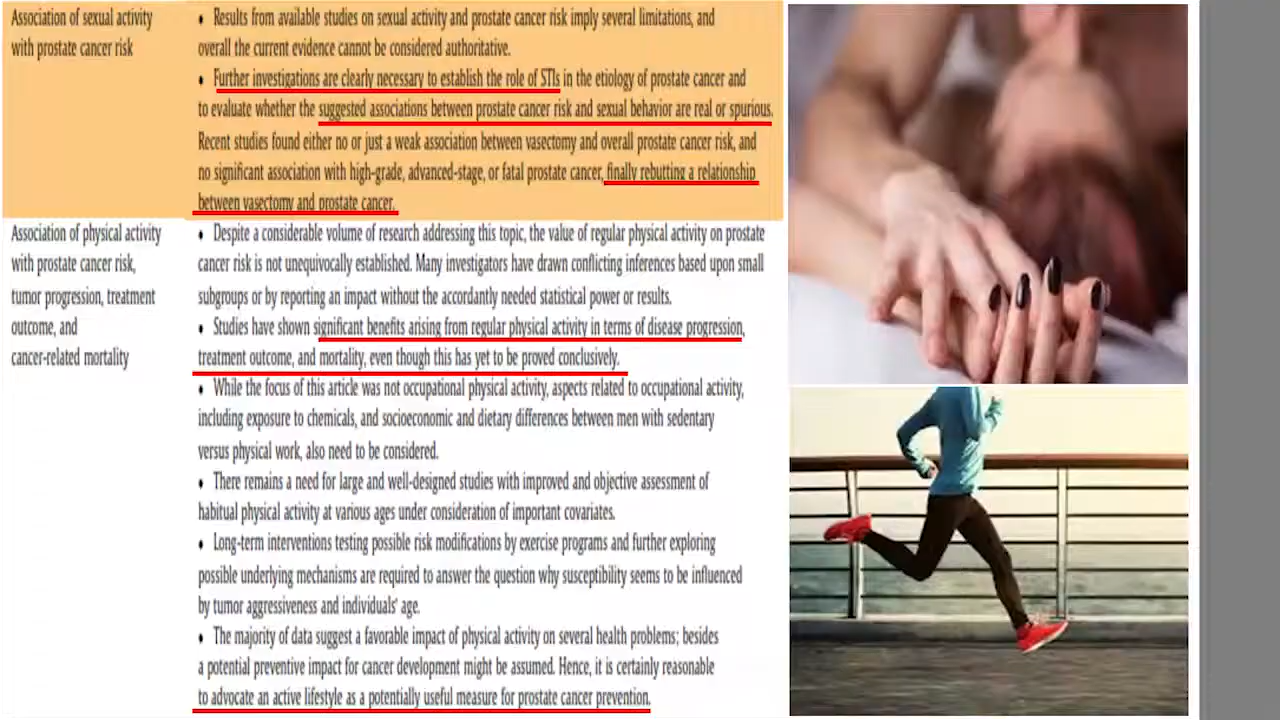 Association of sexual activity
with prostate cancer risk
• Results from available studies on sexual activity and prostate cancer risk imply several limitations, and
overall the current evidence cannot be considered authoritative.
• Further investigations are clearly necessary to establish the role of STIs in the etiology of prostate cancer and
to evaluate whether the suggested associations between prostate cancer risk and sexual behavior are real or spurious.
Recent studies found either no or just a weak association between vasectomy and overall prostate cancer risk, and
no significant association with high-grade, advanced-stage, or fatal prostate cancer, finally rebutting a relationship
between vasectomy and prostate cancer.
Association of physical activity
with prostate cancer risk,
tumor progression, treatment
outcome, and
cancer-related mortality
• Despite a considerable volume of research addressing this topic, the value of regular physical activity on prostate
cancer risk is not unequivocally established. Many investigators have drawn conflicting inferences based upon small
subgroups or by reporting an impact without the accordantly needed statistical power or results.
• Studies have shown significant benefits arising from regular physical activity in terms of disease progression,
treatment outcome, and mortality, even though this has yet to be proved conclusively.
• While the focus of this article was not occupational physical activity, aspects related to occupational activity,
including exposure to chemicals, and socioeconomic and dietary differences between men with sedentary
versus physical work, also need to be considered.
• There remains a need for large and well-designed studies with improved and objective assessment of
habitual physical activity at various ages under consideration of important covariates.
• Long-term interventions testing possible risk modifications by exercise programs and further exploring
possible underlying mechanisms are required to answer the question why susceptibility seems to be influenced
by tumor aggressiveness and individuals' age.
• The majority of data suggest a favorable impact of physical activity on several health problems; besides
a potential preventive impact for cancer development might be assumed. Hence, it is certainly reasonable
to advocate an active lifestyle as a potentially useful measure for prostate cancer prevention.